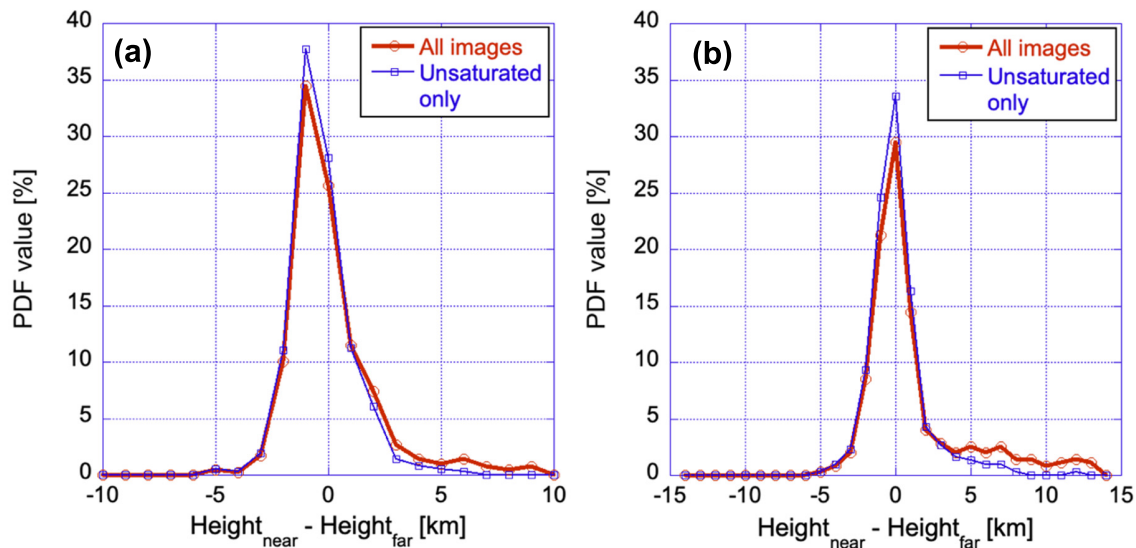 (a)
All images
Unsaturated
only
PDF value [%]
40
35
30
25
20
15
10
5
0
-10 -5 0 5 10
Height_near - Height_far [km]
(b)
All images
Unsaturated
only
PDF value [%]
40
35
30
25
20
15
10
5
0
-15 -10 -5 0 5 10 15
Height_near - Height_far [km]